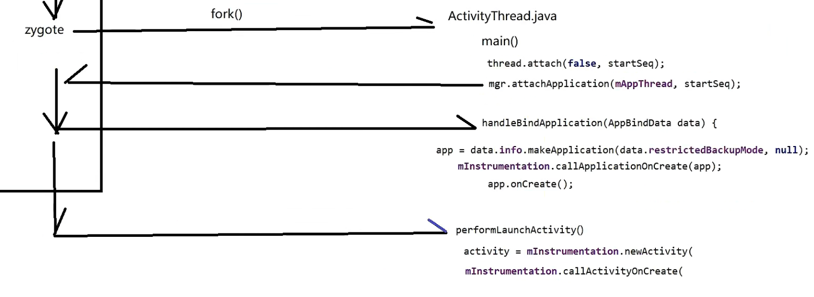 fork()
ActivityThread.java
zygote
main()
thread.attach(false, startSeq);
mgr.attachApplication(mAppThread, startSeq);
handleBindApplication(AppBindData data) {
app = data.info.makeApplication(data.restrictedBackupMode, null);
mInstrumentation.callApplicationOnCreate(app);
app.onCreate();
performLaunchActivity()
activity = mInstrumentation.newActivity(
mInstrumentation.callActivityOnCreate(